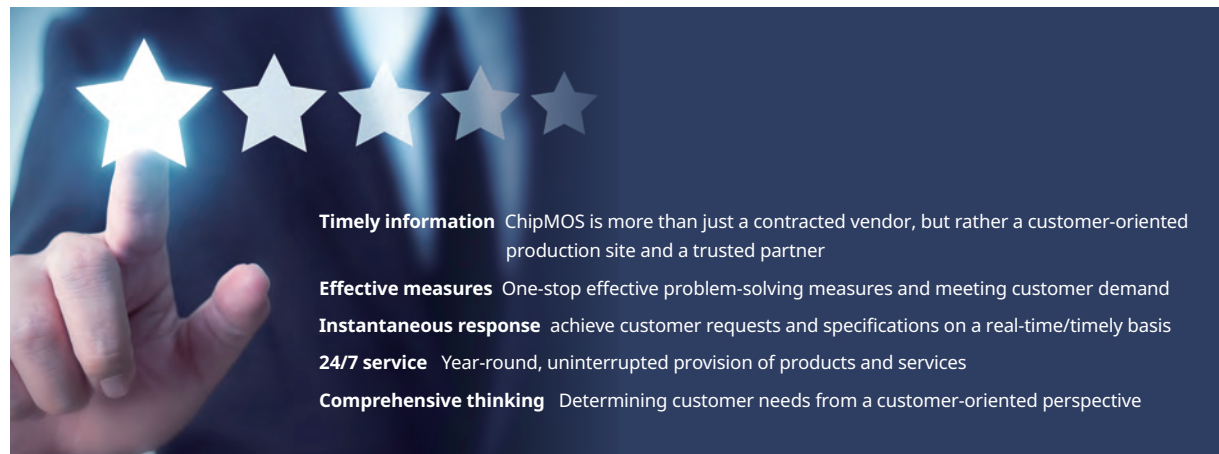 Timely information ChipMOS is more than just a contracted vendor, but rather a customer-oriented
production site and a trusted partner
Effective measures One-stop effective problem-solving measures and meeting customer demand
Instantaneous response achieve customer requests and specifications on a real-time/timely basis
24/7 service Year-round, uninterrupted provision of products and services
Comprehensive thinking Determining customer needs from a customer-oriented perspective